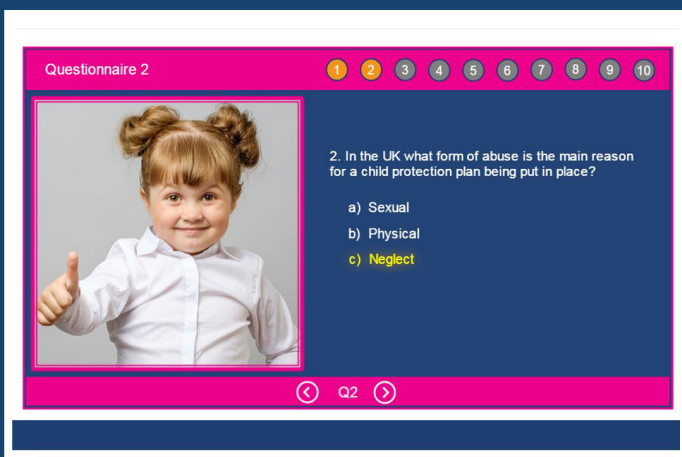 Questionnaire 2
1 2 3 4 5 6 7 8 9 10
2. In the UK what form of abuse is the main reason
for a child protection plan being put in place?
a) Sexual
b) Physical
c) Neglect
Q2